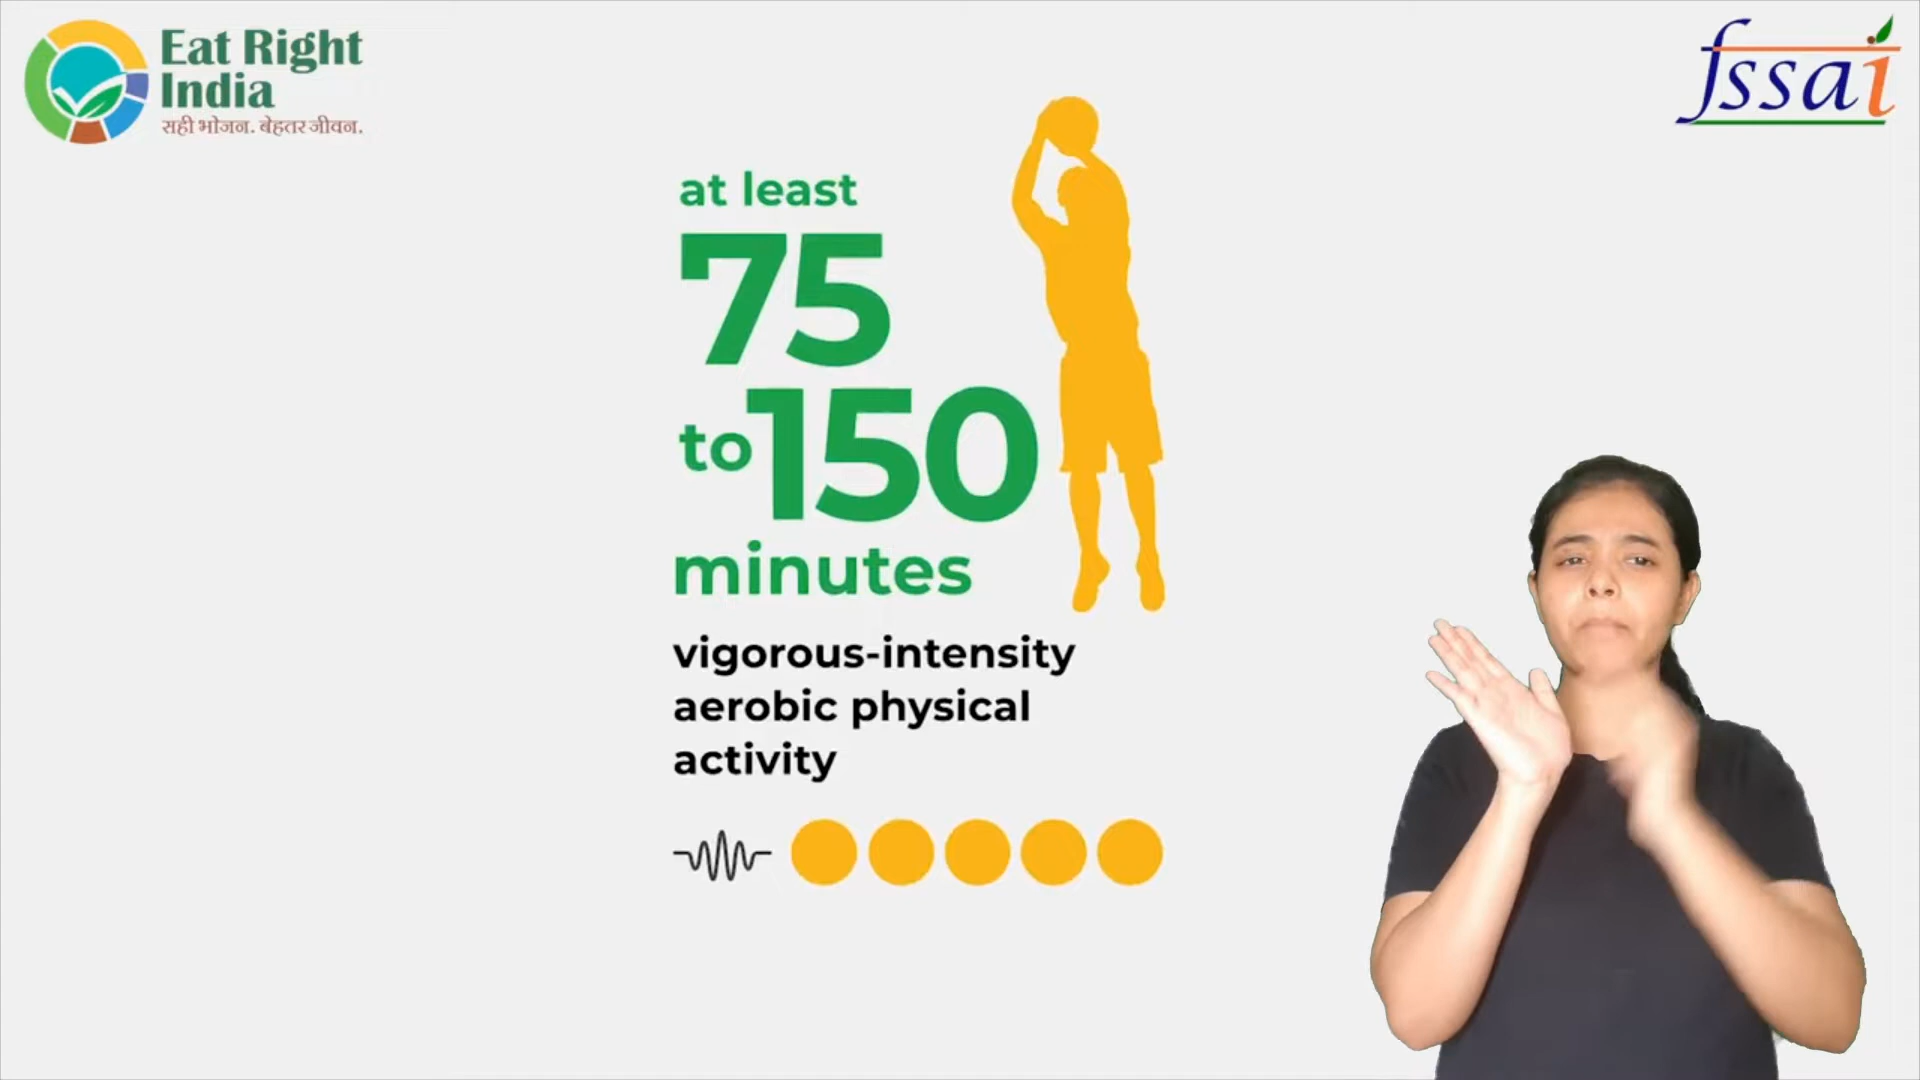 Eat Right
India
सही भोजन. बेहतर जीवन.
fssai
at least
75
to 150
minutes
vigorous-intensity
aerobic physical
activity